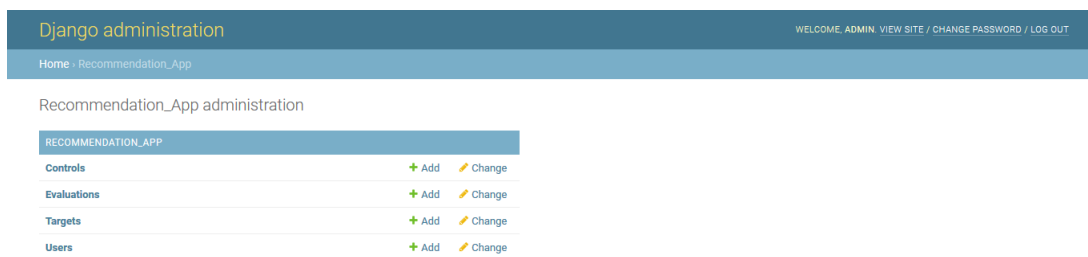 Django administration
WELCOME, ADMIN. VIEW SITE / CHANGE PASSWORD / LOG OUT
Home › Recommendation_App
Recommendation_App administration
RECOMMENDATION_APP
Controls + Add Change
Evaluations + Add Change
Targets + Add Change
Users + Add Change